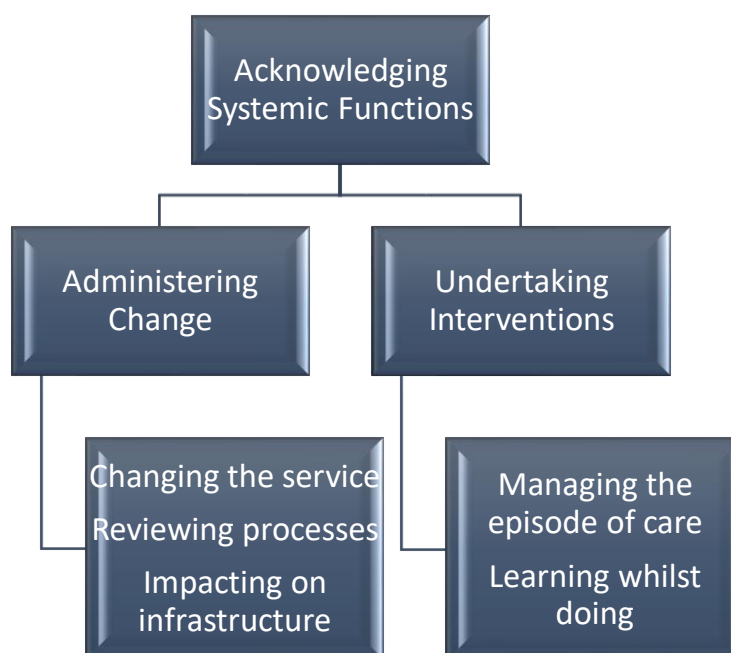 Acknowledging
Systemic Functions
Administering
Change
Undertaking
Interventions
Changing the service
Reviewing processes
Impacting on
infrastructure
Managing the
episode of care
Learning whilst
doing